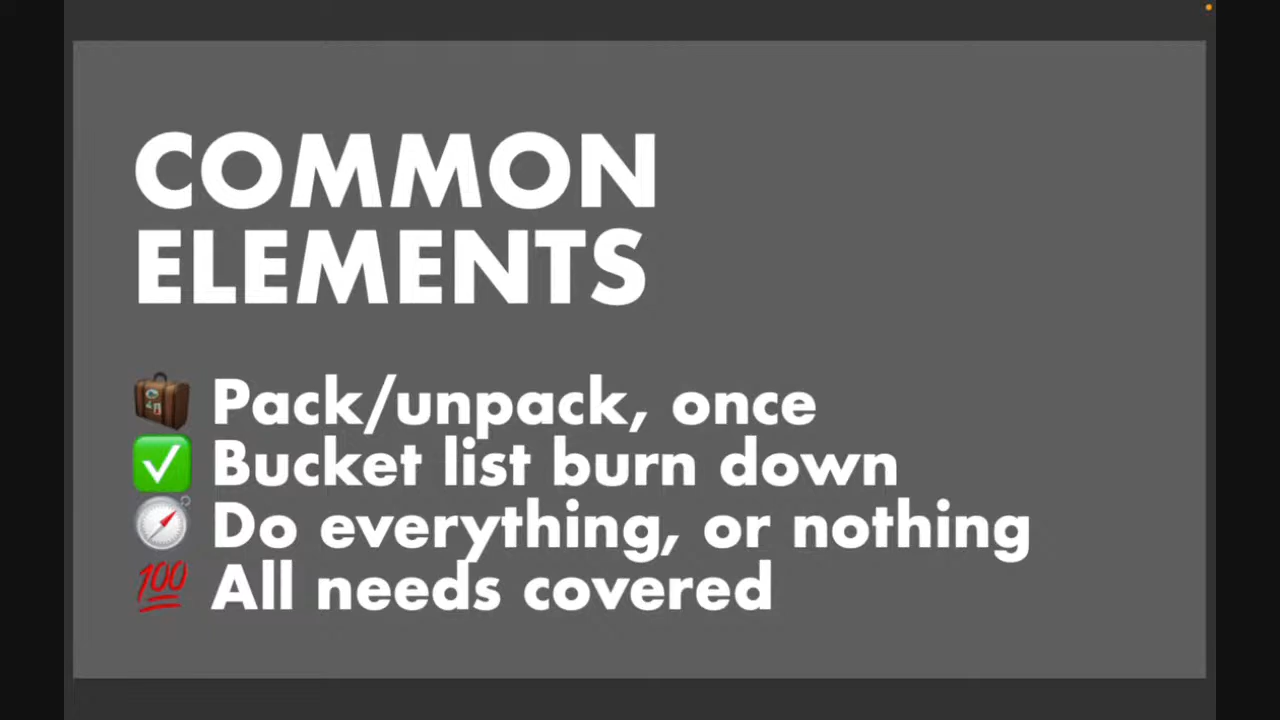 COMMON
ELEMENTS
Pack/unpack, once
Bucket list burn down
Do everything, or nothing
💯 All needs covered